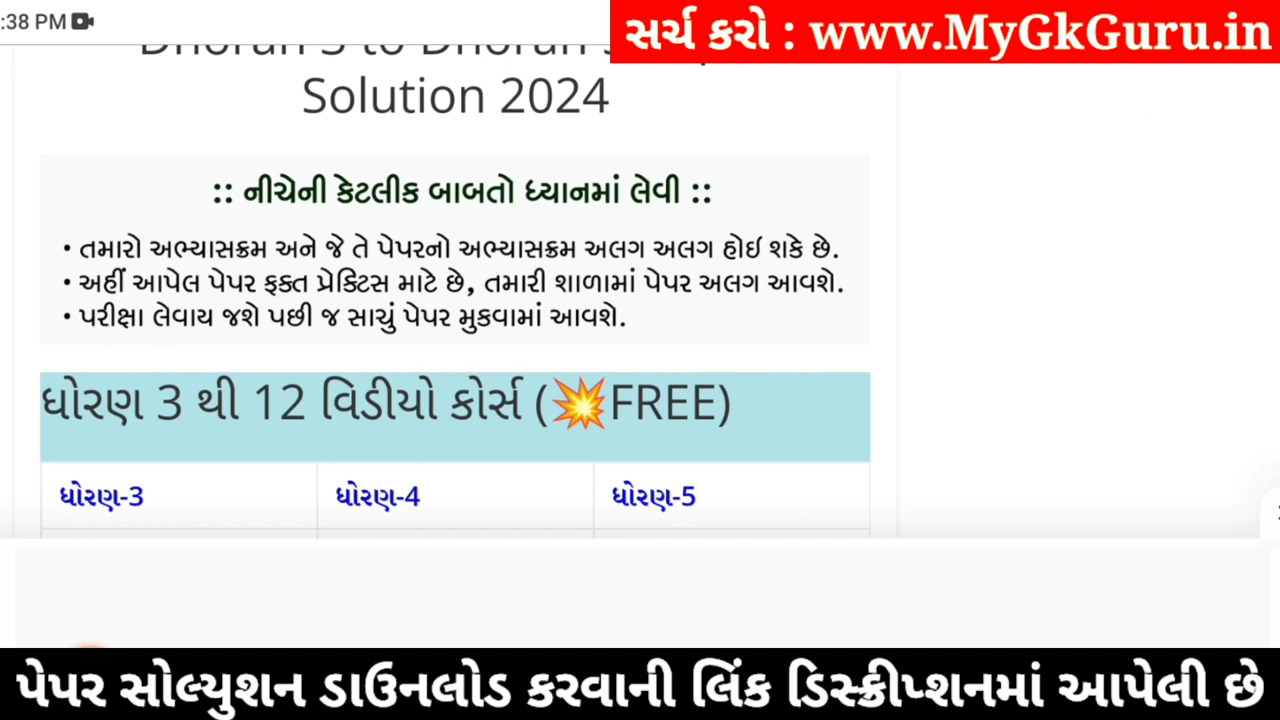 :38 PM
સર્ચ કરો : www.MyGkGuru.in
Solution 2024
:: નીચેની કેટલીક બાબતો ધ્યાનમાં લેવી ::
• તમારો અભ્યાસક્રમ અને જે તે પેપરનો અભ્યાસક્રમ અલગ અલગ હોઈ શકે છે.
• અહીં આપેલ પેપર ફક્ત પ્રેક્ટિસ માટે છે, તમારી શાળામાં પેપર અલગ આવશે.
• પરીક્ષા લેવાય જશે પછી જ સાચું પેપર મુકવામાં આવશે.
ધોરણ 3 થી 12 વિડીયો કોર્સ (💥FREE)
ધોરણ-3
ધોરણ-4
ધોરણ-5
પેપર સોલ્યુશન ડાઉનલોડ કરવાની લિંક ડિસ્ક્રીપ્શનમાં આપેલી છે